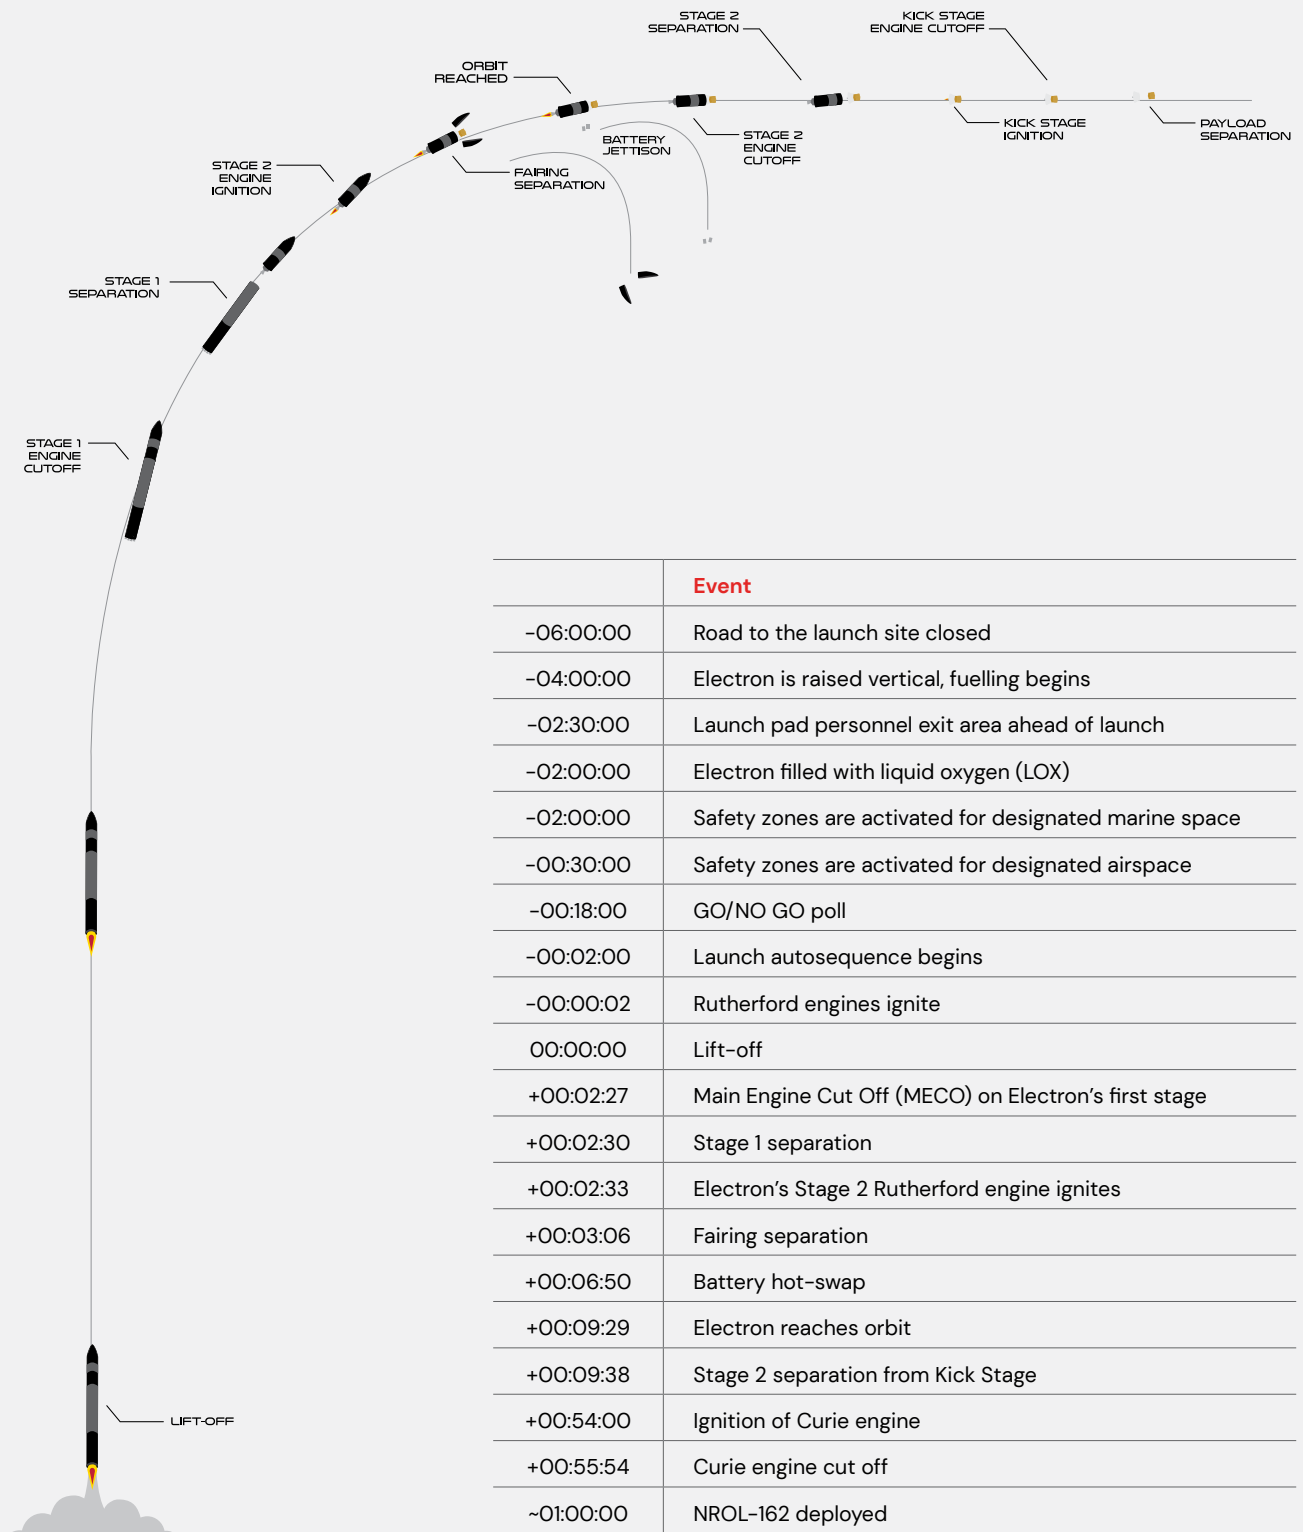 STAGE 2
SEPARATION
KICK STAGE
ENGINE CUTOFF
ORBIT
REACHED
KICK STAGE
IGNITION
PAYLOAD
SEPARATION
BATTERY
JETTISON
STAGE 2
ENGINE
CUTOFF
STAGE 2
ENGINE
IGNITION
FAIRING
SEPARATION
STAGE 1
SEPARATION
STAGE 1
ENGINE
CUTOFF
LIFT-OFF
Event
-06:00:00 Road to the launch site closed
-04:00:00 Electron is raised vertical, fuelling begins
-02:30:00 Launch pad personnel exit area ahead of launch
-02:00:00 Electron filled with liquid oxygen (LOX)
-02:00:00 Safety zones are activated for designated marine space
-00:30:00 Safety zones are activated for designated airspace
-00:18:00 GO/NO GO poll
-00:02:00 Launch autosequence begins
-00:00:02 Rutherford engines ignite
00:00:00 Lift-off
+00:02:27 Main Engine Cut Off (MECO) on Electron's first stage
+00:02:30 Stage 1 separation
+00:02:33 Electron's Stage 2 Rutherford engine ignites
+00:03:06 Fairing separation
+00:06:50 Battery hot-swap
+00:09:29 Electron reaches orbit
+00:09:38 Stage 2 separation from Kick Stage
+00:54:00 Ignition of Curie engine
+00:55:54 Curie engine cut off
~01:00:00 NROL-162 deployed